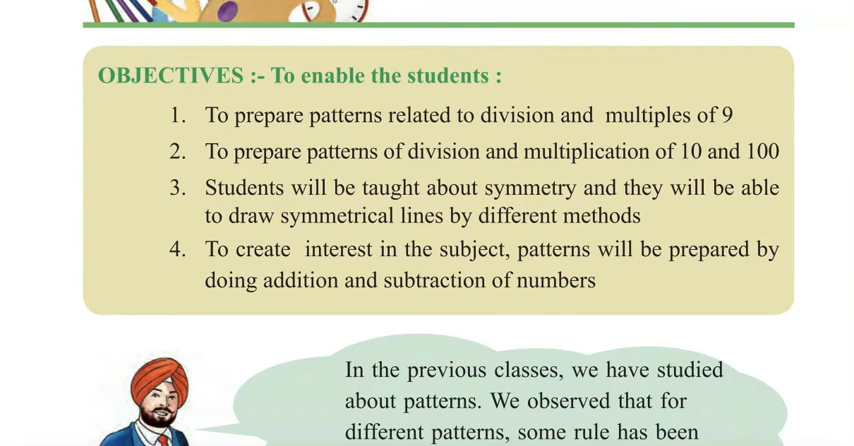 OBJECTIVES :- To enable the students :
1. To prepare patterns related to division and multiples of 9
2. To prepare patterns of division and multiplication of 10 and 100
3. Students will be taught about symmetry and they will be able
to draw symmetrical lines by different methods
4. To create interest in the subject, patterns will be prepared by
doing addition and subtraction of numbers
In the previous classes, we have studied
about patterns. We observed that for
different patterns, some rule has been